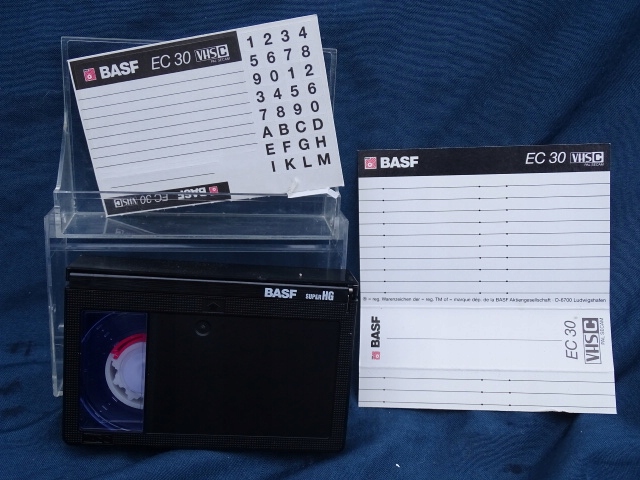 BASF EC 30 VHS C
PAL SECAM
1 2 3 4
5 6 7 8
9 0 1 2
3 4 5 6
7 8 9 0
A B C D
E F G H
I K L M
BASF EC 30 VHS C
BASF EC 30 VHS C
PAL SECAM
® = reg. Warenzeichen der = reg. TM of = marque dép. de la BASF Aktiengesellschaft · D-6700 Ludwigshafen
BASF EC 30 VHS C
PAL SECAM
BASF SUPER HG